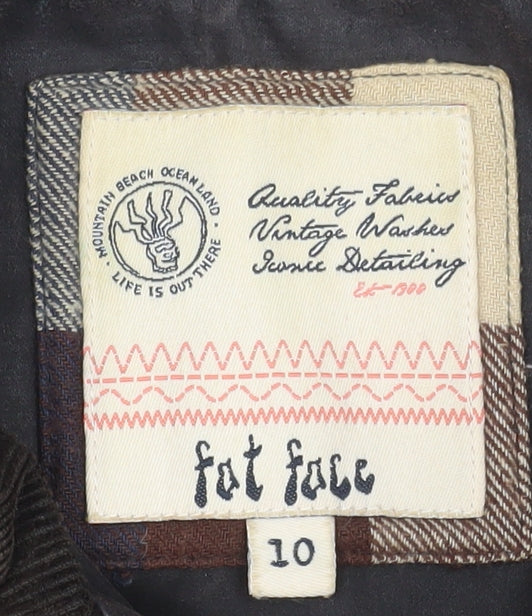 MOUNTAIN BEACH OCEAN LAND · LIFE IS OUT THERE ·
Quality Fabrics
Vintage Washes
Iconic Detailing
fat face
10